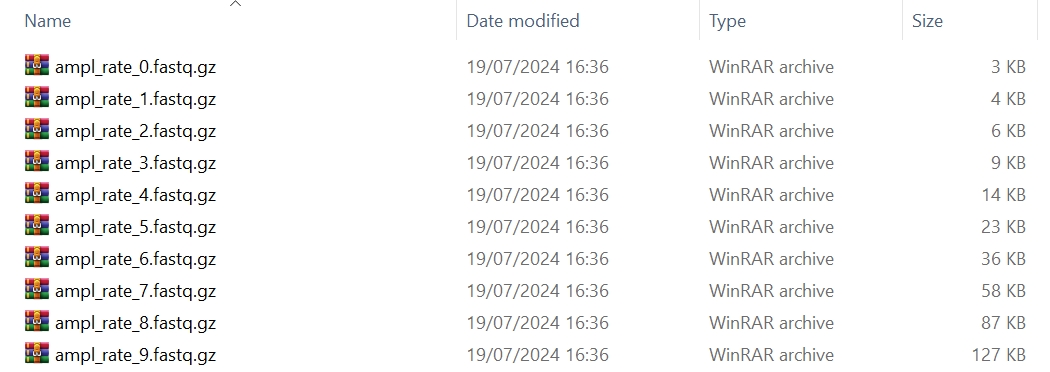 Name Date modified Type Size
ampl_rate_0.fastq.gz 19/07/2024 16:36 WinRAR archive 3 KB
ampl_rate_1.fastq.gz 19/07/2024 16:36 WinRAR archive 4 KB
ampl_rate_2.fastq.gz 19/07/2024 16:36 WinRAR archive 6 KB
ampl_rate_3.fastq.gz 19/07/2024 16:36 WinRAR archive 9 KB
ampl_rate_4.fastq.gz 19/07/2024 16:36 WinRAR archive 14 KB
ampl_rate_5.fastq.gz 19/07/2024 16:36 WinRAR archive 23 KB
ampl_rate_6.fastq.gz 19/07/2024 16:36 WinRAR archive 36 KB
ampl_rate_7.fastq.gz 19/07/2024 16:36 WinRAR archive 58 KB
ampl_rate_8.fastq.gz 19/07/2024 16:36 WinRAR archive 87 KB
ampl_rate_9.fastq.gz 19/07/2024 16:36 WinRAR archive 127 KB